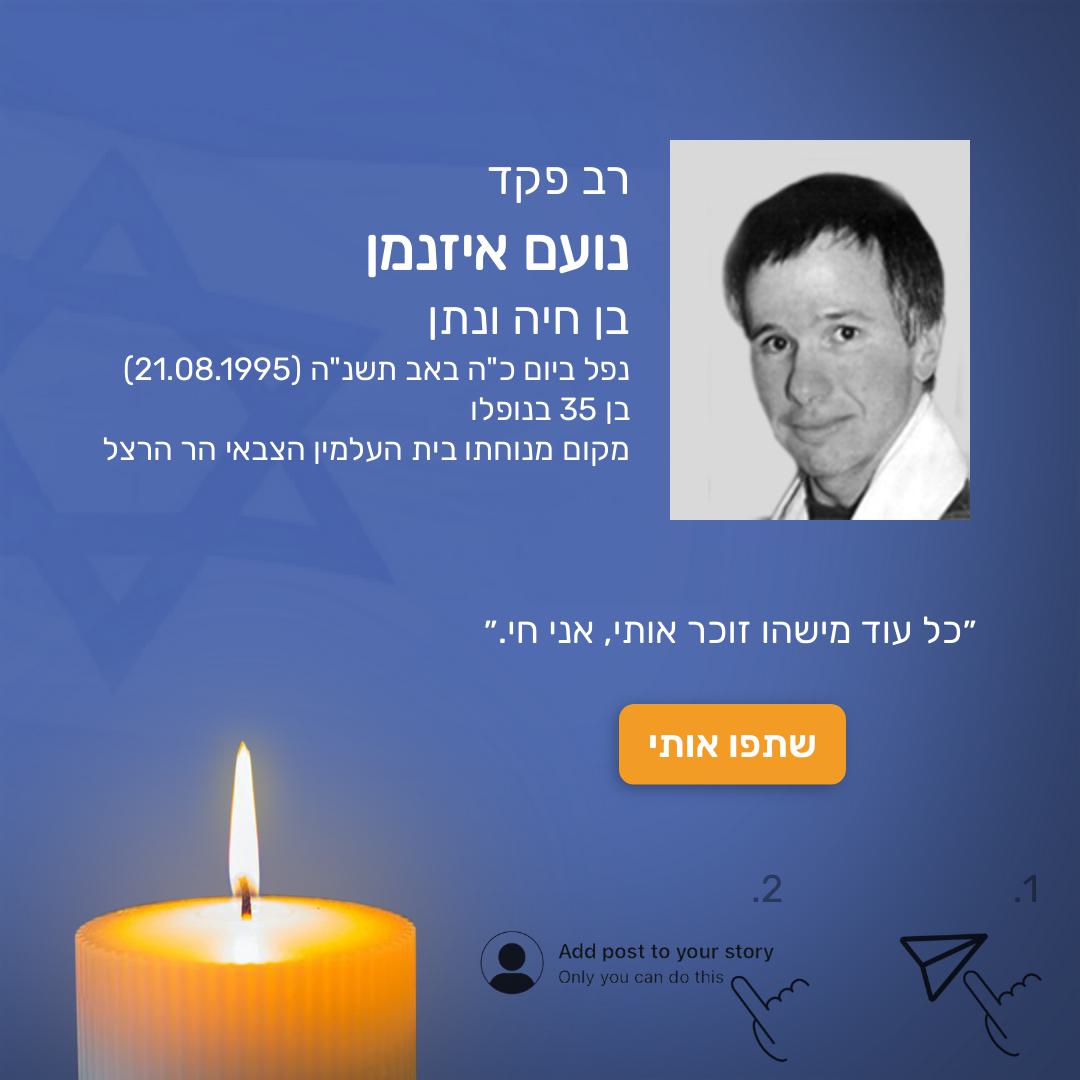 רב פקד
נועם איזנמן
בן חיה ונתן
נפל ביום כ"ה באב תשנ"ה (21.08.1995)
בן 35 בנופלו
מקום מנוחתו בית העלמין הצבאי הר הרצל
״כל עוד מישהו זוכר אותי, אני חי.״
שתפו אותי
1.
2.
Add post to your story
Only you can do this